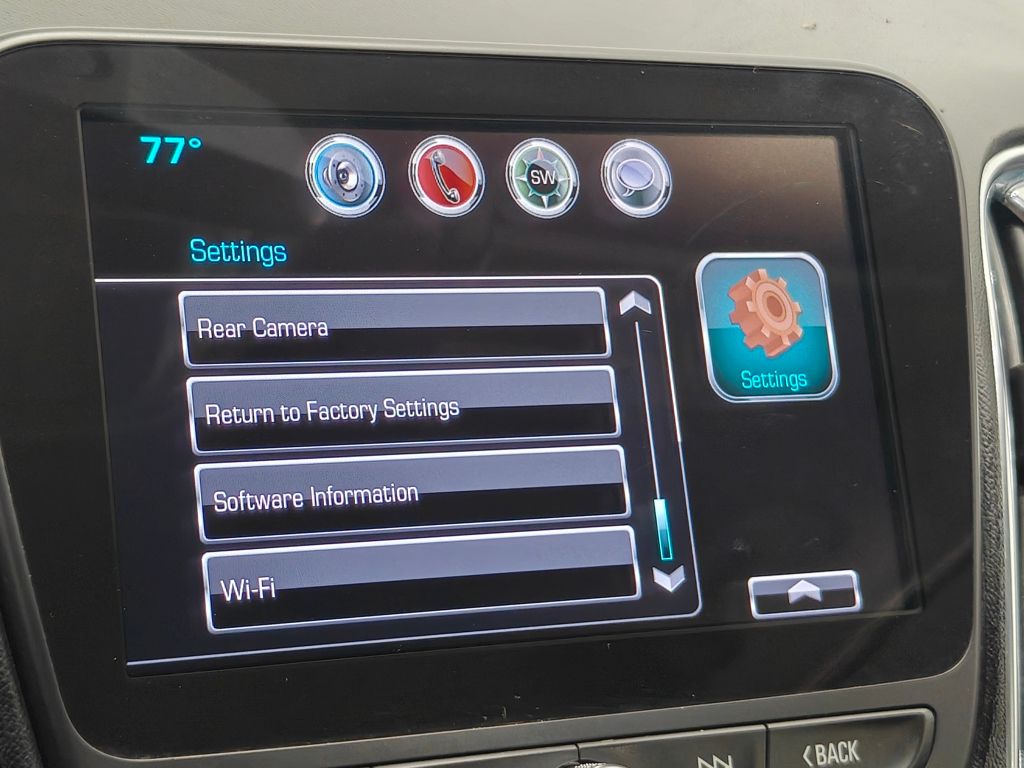 77°
SW
Settings
Rear Camera
Return to Factory Settings
Software Information
Wi-Fi
Settings
BACK